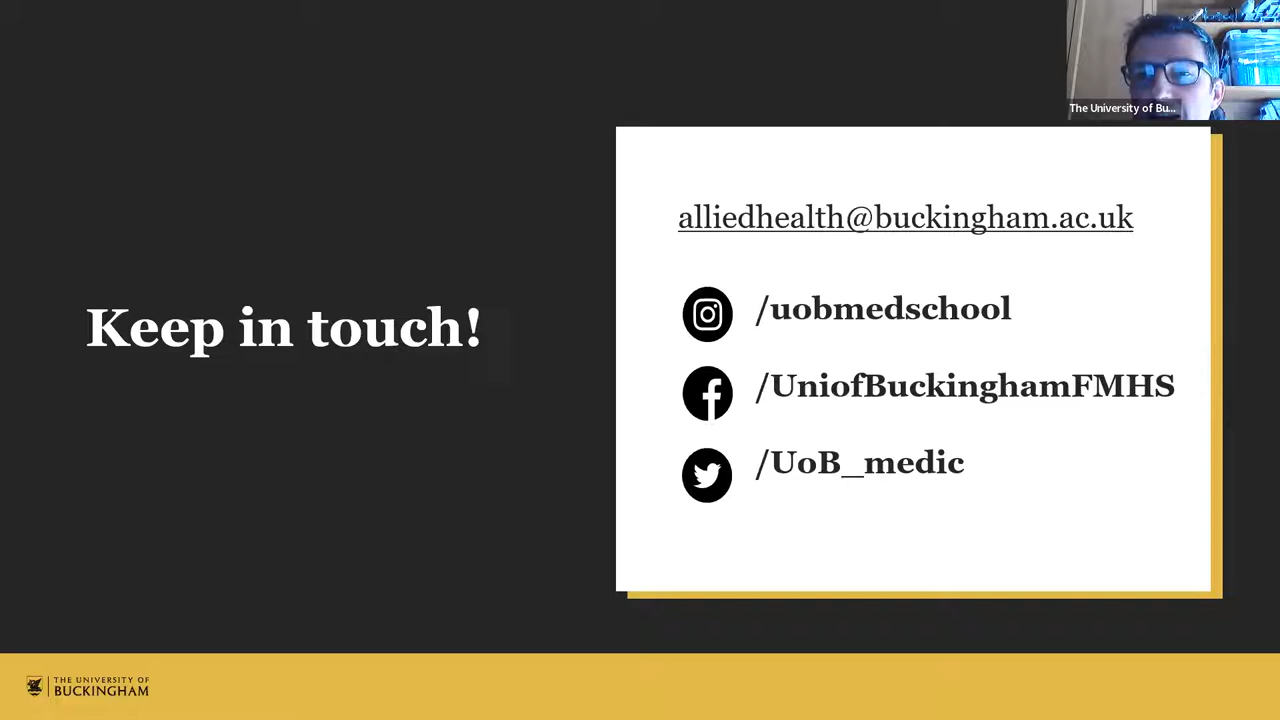 The University of Bu...
alliedhealth@buckingham.ac.uk
/uobmedschool
Keep in touch!
/UniofBuckinghamFMHS
/UoB_medic
THE UNIVERSITY OF
BUCKINGHAM